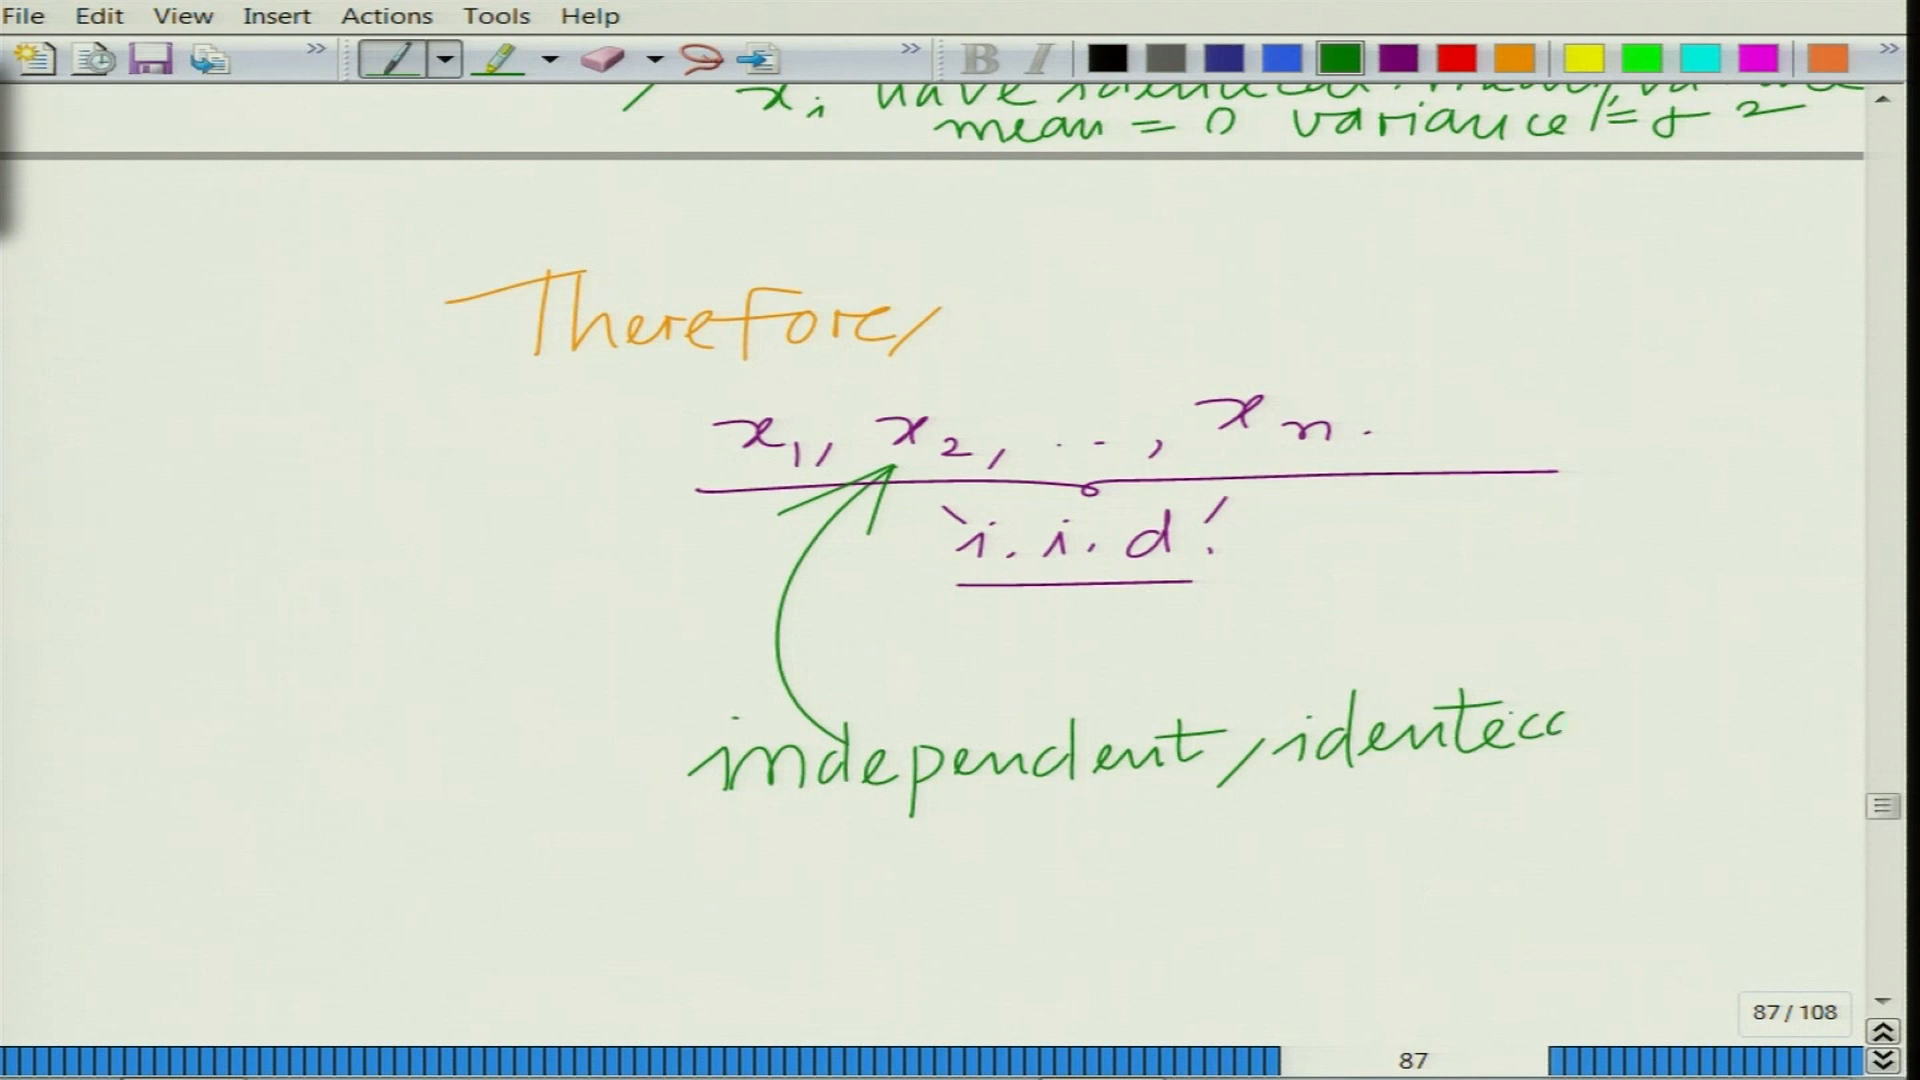 File Edit View Insert Actions Tools Help
B I
mean = 0 variance = σ²
Therefore,
x₁, x₂, .., xₙ.
'i.i.d'
independent, identica
87 / 108
87